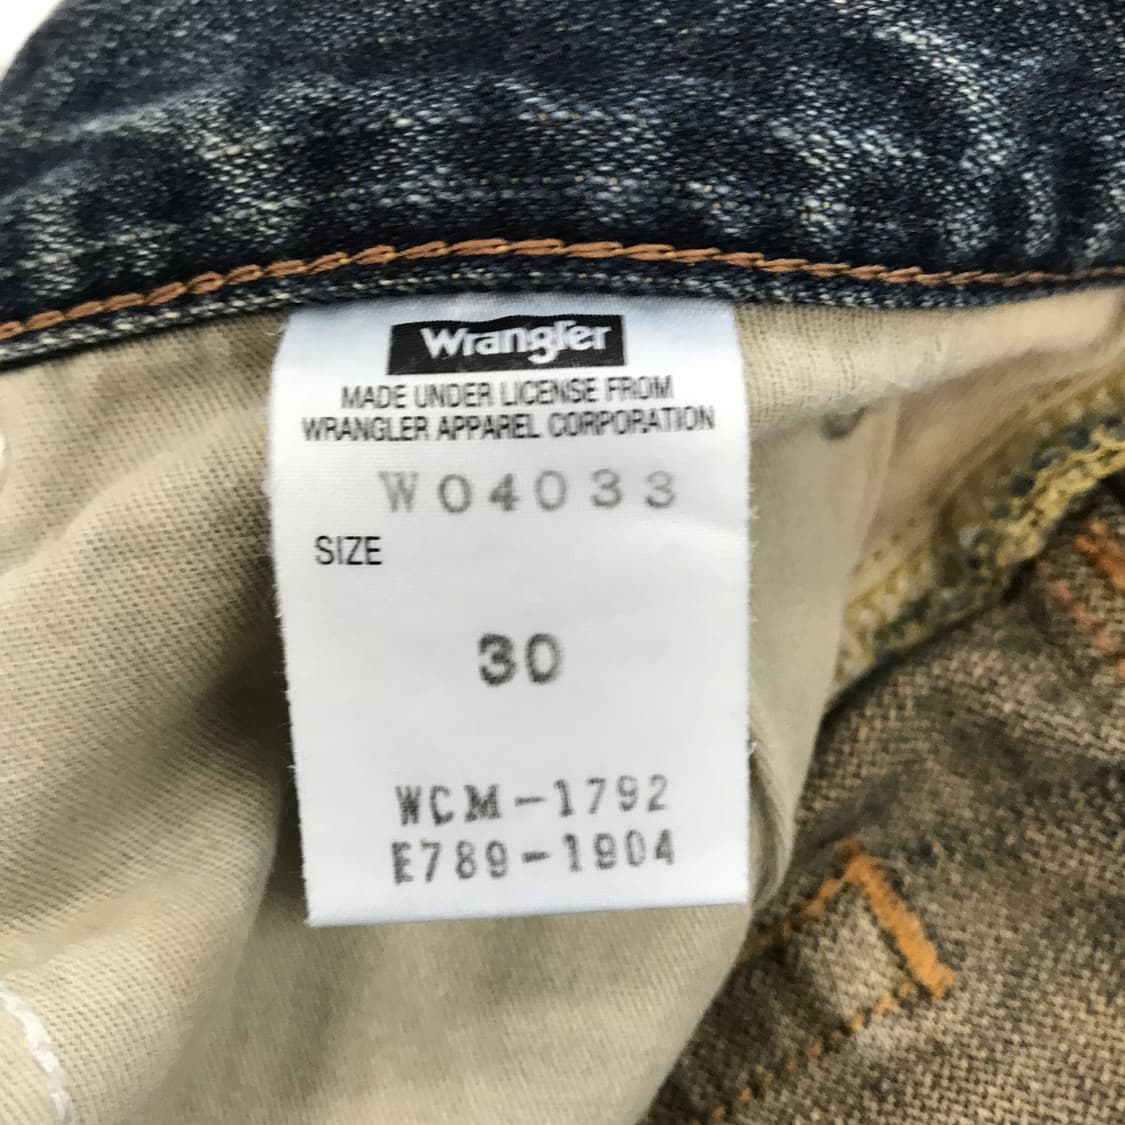 Wrangler
MADE UNDER LICENSE FROM
WRANGLER APPAREL CORPORATION
W04033
SIZE
30
WCM-1792
E789-1904